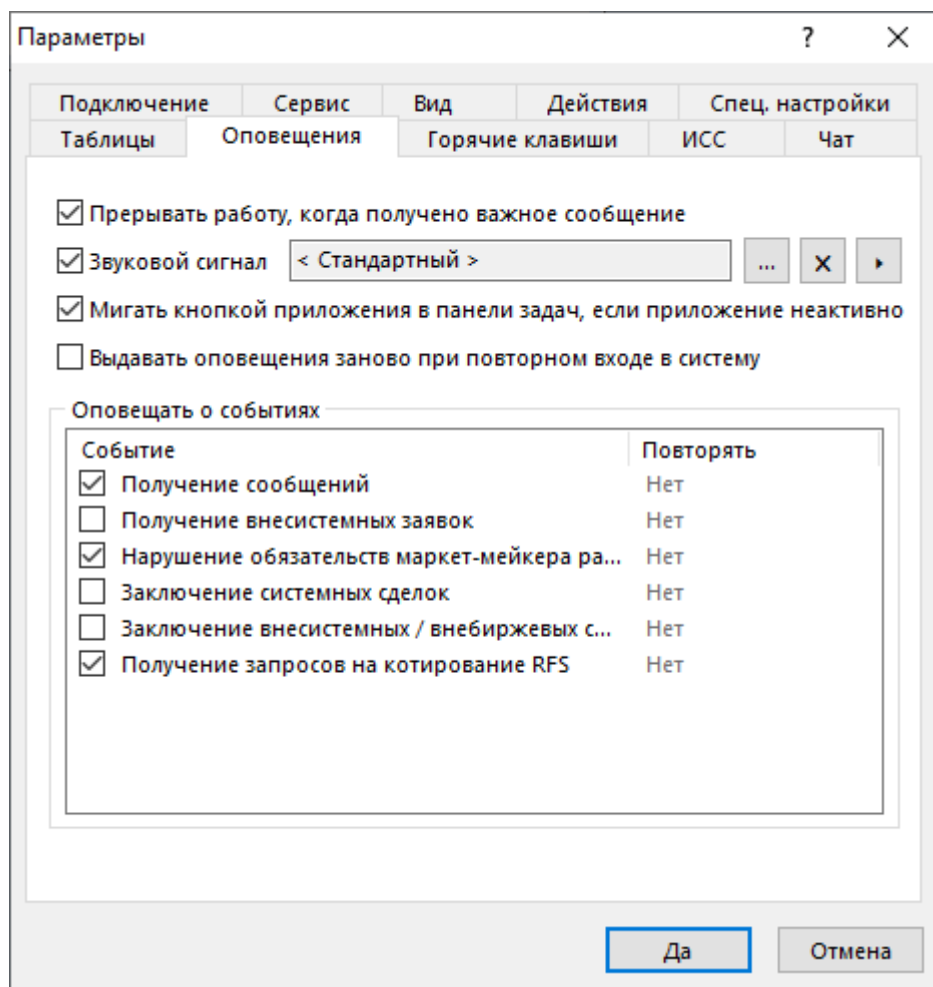 Параметры ?
Подключение Сервис Вид Действия Спец. настройки
Таблицы Оповещения Горячие клавиши ИСС Чат
Прерывать работу, когда получено важное сообщение
Звуковой сигнал < Стандартный > ...
Мигать кнопкой приложения в панели задач, если приложение неактивно
Выдавать оповещения заново при повторном входе в систему
Оповещать о событиях
Событие Повторять
Получение сообщений Нет
Получение внесистемных заявок Нет
Нарушение обязательств маркет-мейкера ра... Нет
Заключение системных сделок Нет
Заключение внесистемных / внебиржевых с... Нет
Получение запросов на котирование RFS Нет
Да Отмена